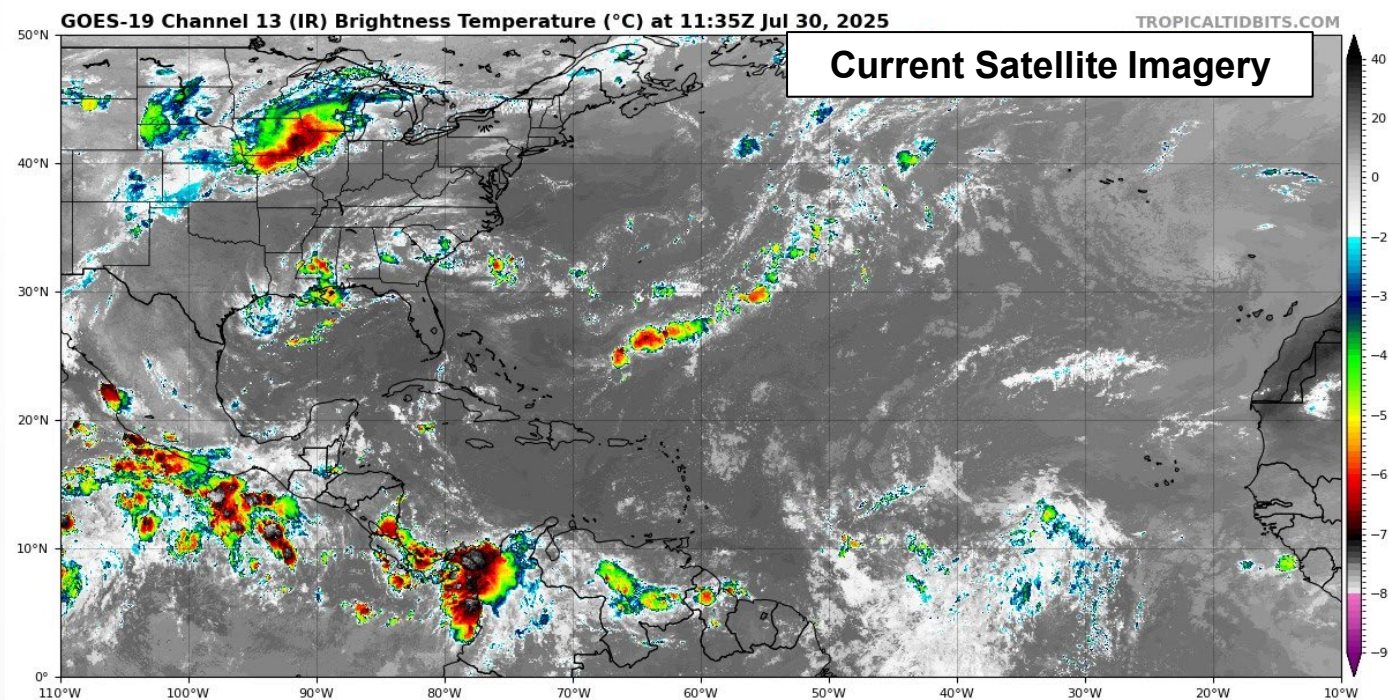 GOES-19 Channel 13 (IR) Brightness Temperature (°C) at 11:35Z Jul 30, 2025
TROPICALTIDBITS.COM
Current Satellite Imagery
50°N
40°N
30°N
20°N
10°N
0°
110°W 100°W 90°W 80°W 70°W 60°W 50°W 40°W 30°W 20°W 10°W
40
20
0
−2
−3
−4
−5
−6
−7
−8
−9